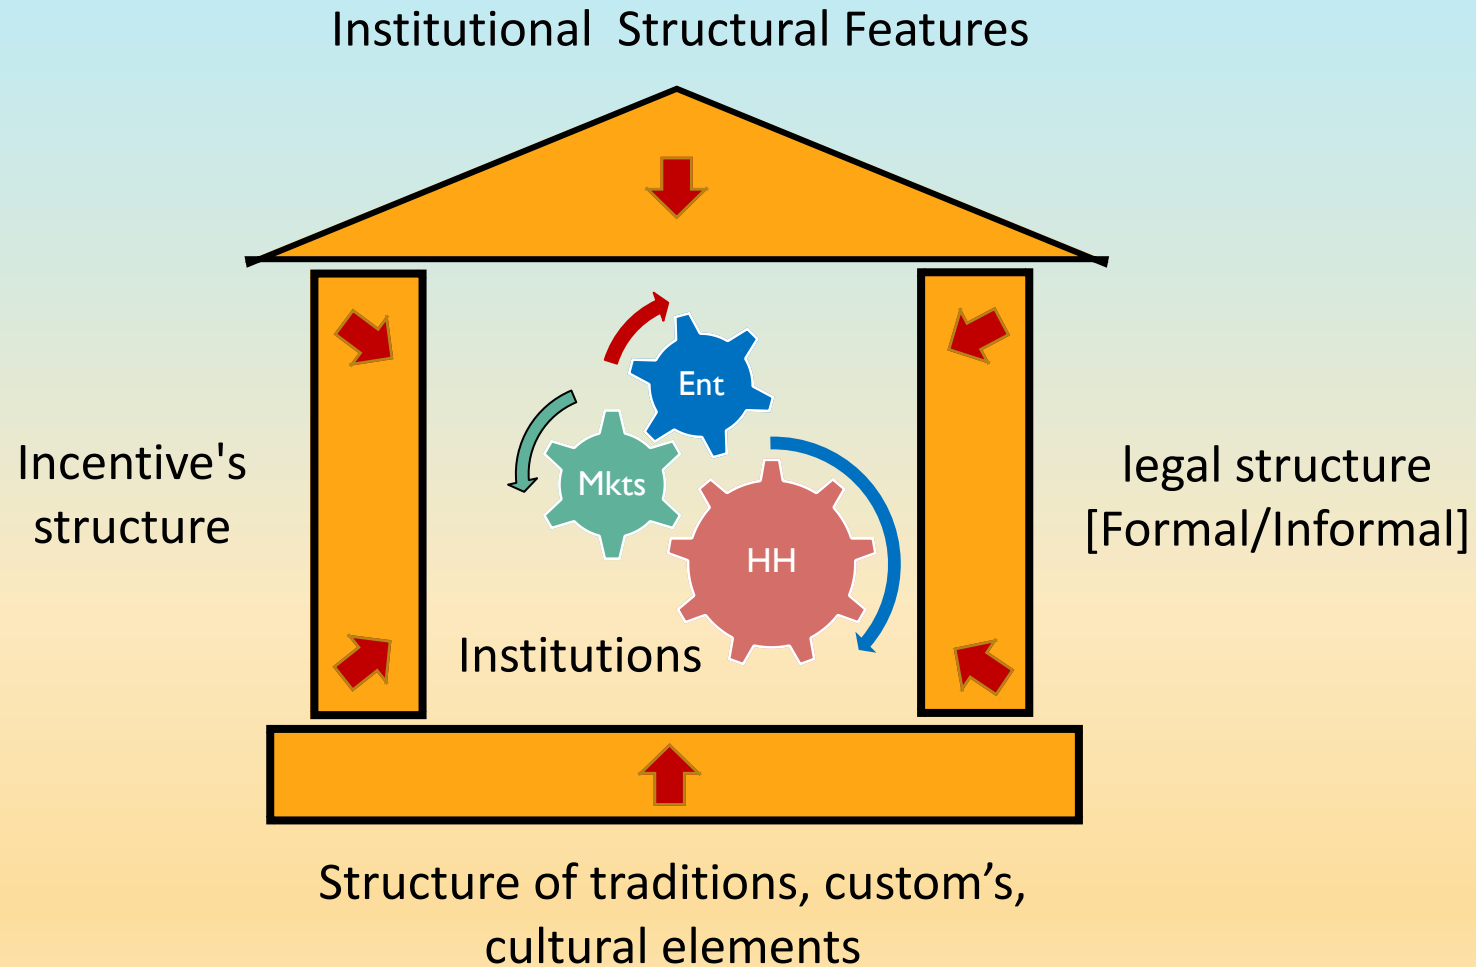 Institutional  Structural Features
Ent
Mkts
HH
Incentive's
structure
legal structure
[Formal/Informal]
Institutions
Structure of traditions, custom’s,
cultural elements